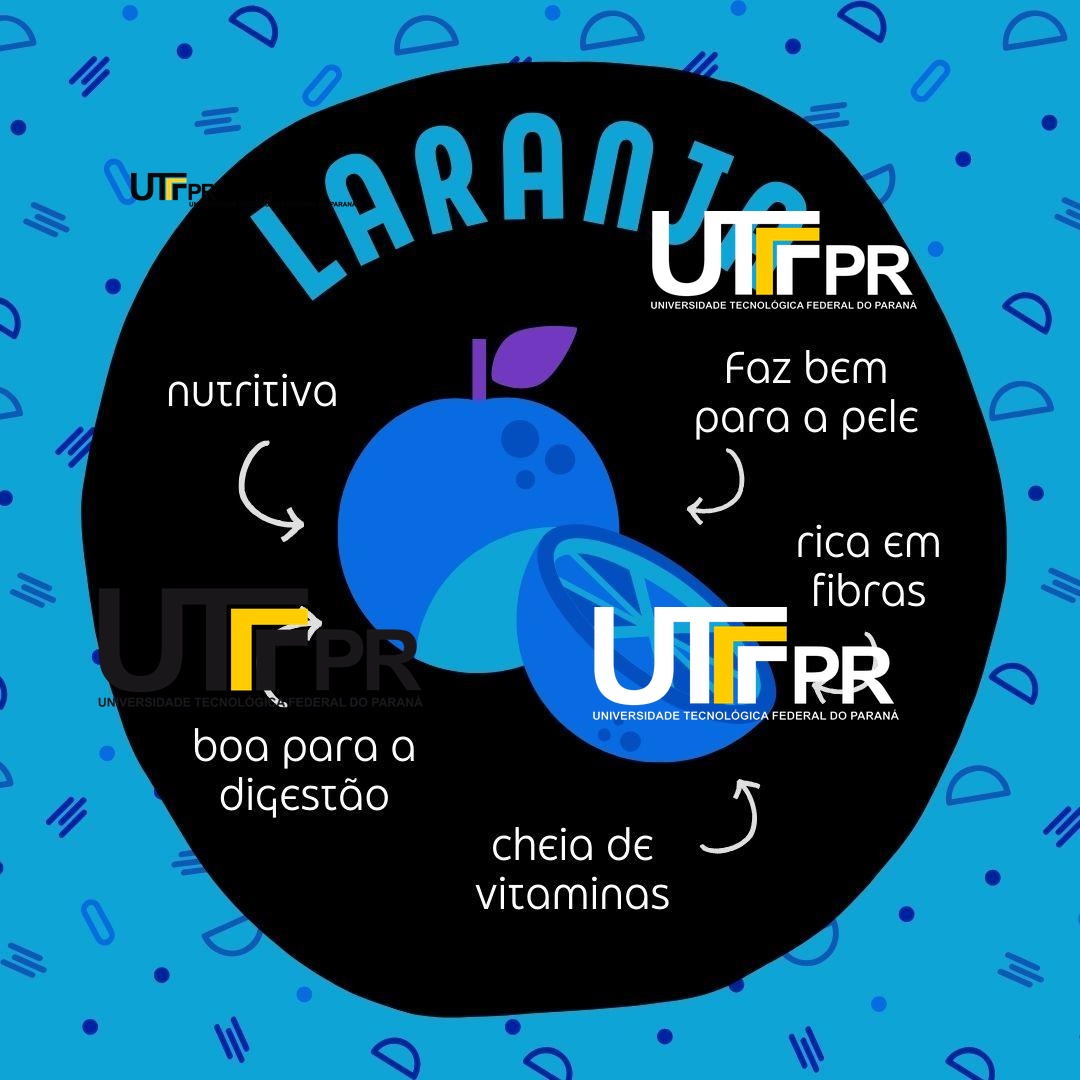 LARANJA
UTFPR
UTFPR
UNIVERSIDADE TECNOLÓGICA FEDERAL DO PARANÁ
nutritiva
Faz bem
para a pele
rica em
fibras
UTFPR
UNIVERSIDADE TECNOLÓGICA FEDERAL DO PARANÁ
UTFPR
UNIVERSIDADE TECNOLÓGICA FEDERAL DO PARANÁ
boa para a
digestão
cheia de
vitaminas